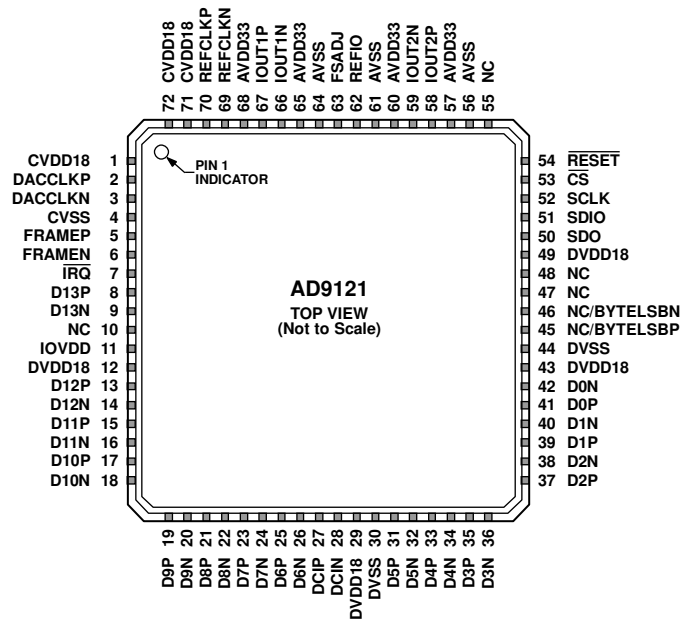 72 CVDD18
71 CVDD18
70 REFCLKP
69 REFCLKN
68 AVDD33
67 IOUT1P
66 IOUT1N
65 AVDD33
64 AVSS
63 FSADJ
62 REFIO
61 AVSS
60 AVDD33
59 IOUT2N
58 IOUT2P
57 AVDD33
56 AVSS
55 NC
CVDD18 1
DACCLKP 2
DACCLKN 3
CVSS 4
FRAMEP 5
FRAMEN 6
IRQ 7
D13P 8
D13N 9
NC 10
IOVDD 11
DVDD18 12
D12P 13
D12N 14
D11P 15
D11N 16
D10P 17
D10N 18
PIN 1
INDICATOR
AD9121
TOP VIEW
(Not to Scale)
54 RESET
53 CS
52 SCLK
51 SDIO
50 SDO
49 DVDD18
48 NC
47 NC
46 NC/BYTELSBN
45 NC/BYTELSBP
44 DVSS
43 DVDD18
42 D0N
41 D0P
40 D1N
39 D1P
38 D2N
37 D2P
D9P 19
D9N 20
D8P 21
D8N 22
D7P 23
D7N 24
D6P 25
D6N 26
DCIP 27
DCIN 28
DVDD18 29
DVSS 30
D5P 31
D5N 32
D4P 33
D4N 34
D3P 35
D3N 36